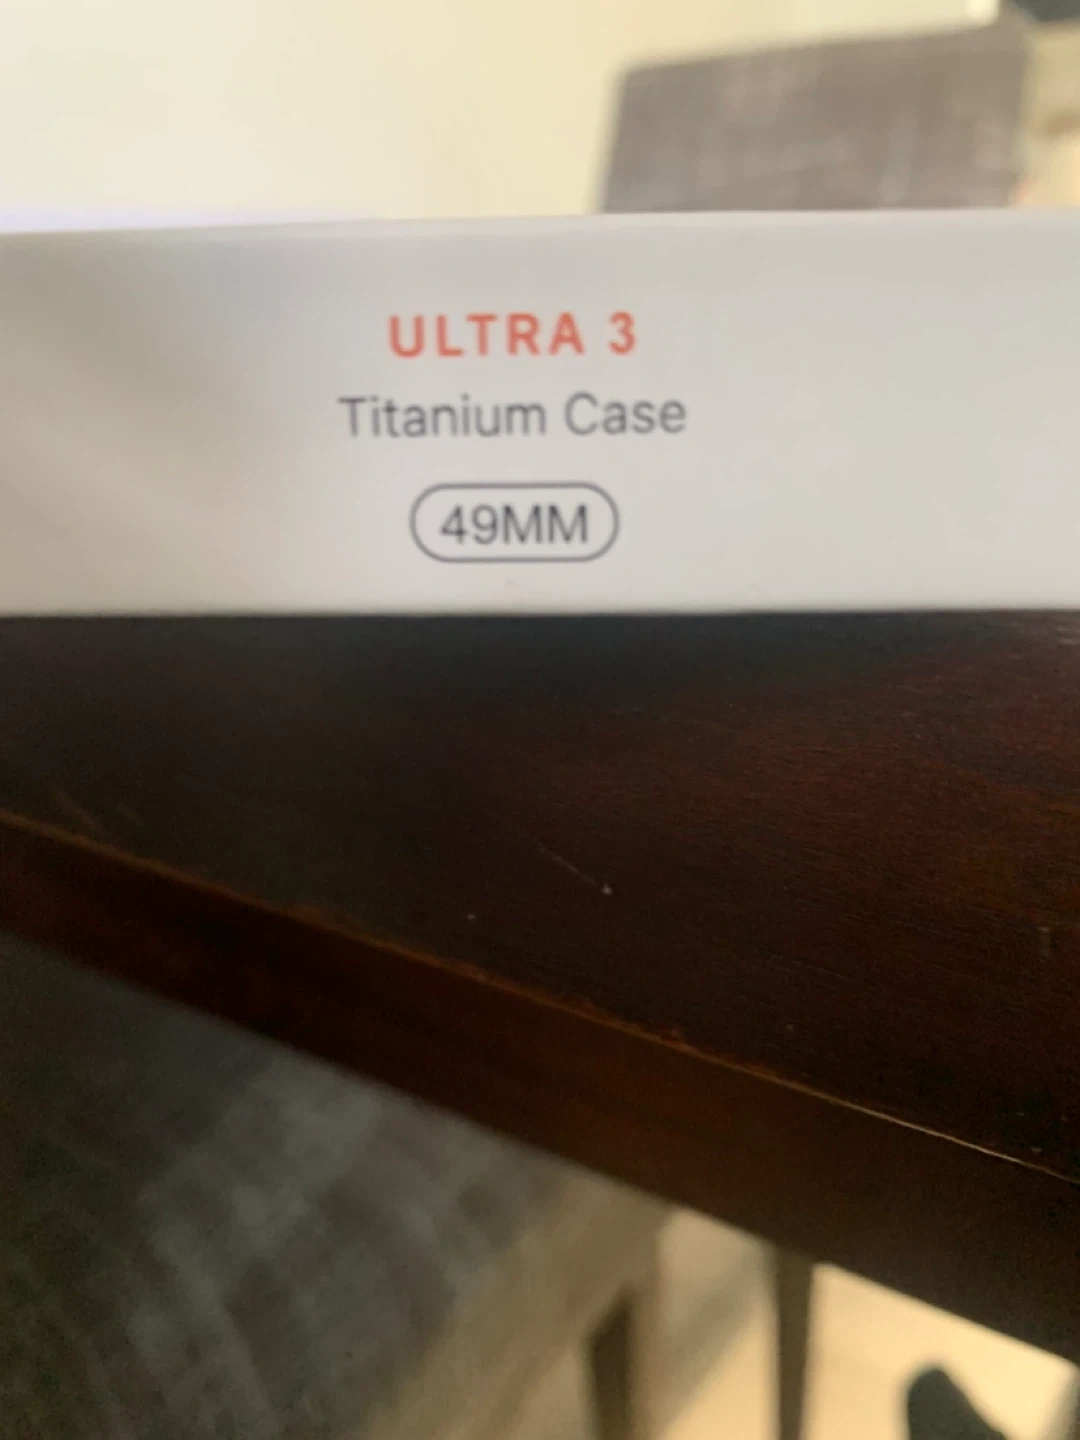 ULTRA 3
Titanium Case
49MM